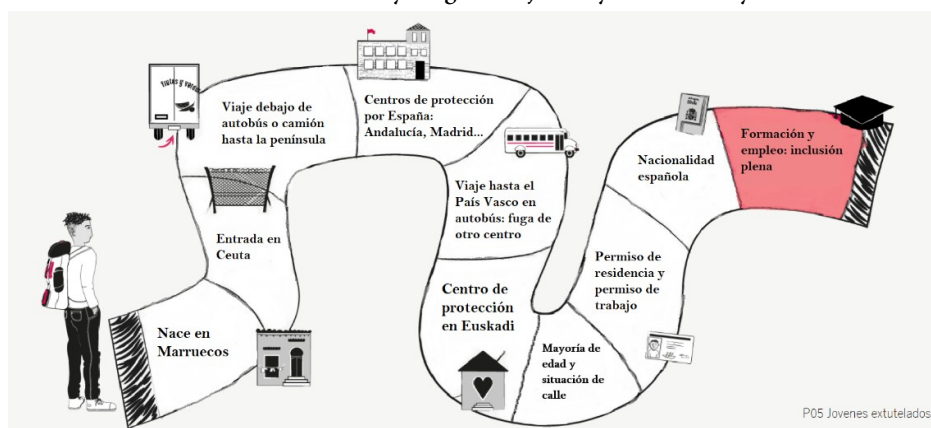 frutas y verduras
Viaje debajo de
autobús o camión
hasta la península
Centros de protección
por España:
Andalucía, Madrid...
Nacionalidad
española
Formación y
empleo: inclusión
plena
Viaje hasta el
País Vasco en
autobús: fuga de
otro centro
Entrada en
Ceuta
Permiso de
residencia y
permiso de
trabajo
Centro de
protección
en Euskadi
Nace en
Marruecos
Mayoría de
edad y
situación de
calle
P05 Jovenes extutelados